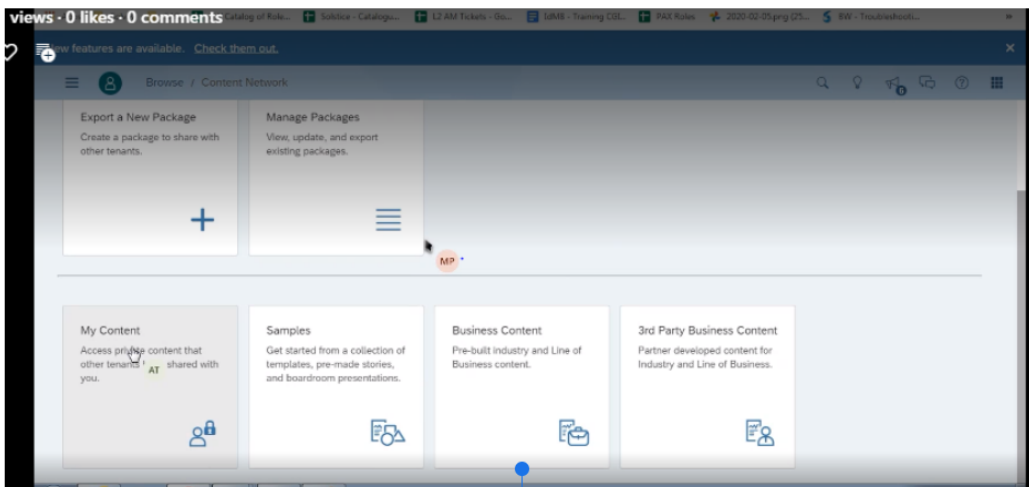 views · 0 likes · 0 comments
Catalog of Role...
Solstice - Catalogu...
L2 AM Tickets - Go...
IdM8 - Training CGI...
PAX Roles
2020-02-05.png (25...
BW - Troubleshooti...
ew features are available. Check them out.
Browse / Content Network
Export a New Package
Create a package to share with
other tenants.
Manage Packages
View, update, and export
existing packages.
MP
My Content
Access private content that
other tenants shared with
you.
AT
Samples
Get started from a collection of
templates, pre-made stories,
and boardroom presentations.
Business Content
Pre-built industry and Line of
Business content.
3rd Party Business Content
Partner developed content for
Industry and Line of Business.